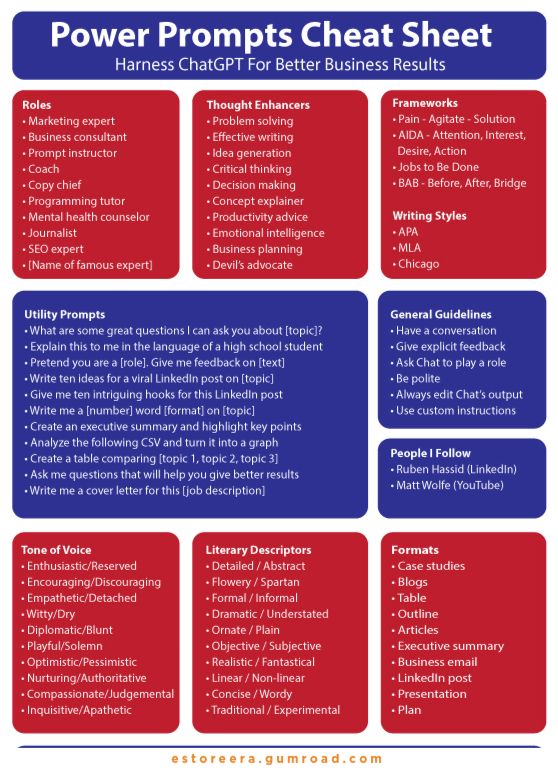 Power Prompts Cheat Sheet
Harness ChatGPT For Better Business Results
Roles
• Marketing expert
• Business consultant
• Prompt instructor
• Coach
• Copy chief
• Programming tutor
• Mental health counselor
• Journalist
• SEO expert
• [Name of famous expert]
Thought Enhancers
• Problem solving
• Effective writing
• Idea generation
• Critical thinking
• Decision making
• Concept explainer
• Productivity advice
• Emotional intelligence
• Business planning
• Devil's advocate
Frameworks
• Pain - Agitate - Solution
• AIDA - Attention, Interest,
Desire, Action
• Jobs to Be Done
• BAB - Before, After, Bridge
Writing Styles
• APA
• MLA
• Chicago
Utility Prompts
• What are some great questions I can ask you about [topic]?
• Explain this to me in the language of a high school student
• Pretend you are a [role]. Give me feedback on [text]
• Write ten ideas for a viral LinkedIn post on [topic]
• Give me ten intriguing hooks for this LinkedIn post
• Write me a [number] word [format] on [topic]
• Create an executive summary and highlight key points
• Analyze the following CSV and turn it into a graph
• Create a table comparing [topic 1, topic 2, topic 3]
• Ask me questions that will help you give better results
• Write me a cover letter for this [job description]
General Guidelines
• Have a conversation
• Give explicit feedback
• Ask Chat to play a role
• Be polite
• Always edit Chat's output
• Use custom instructions
People I Follow
• Ruben Hassid (LinkedIn)
• Matt Wolfe (YouTube)
Tone of Voice
• Enthusiastic/Reserved
• Encouraging/Discouraging
• Empathetic/Detached
• Witty/Dry
• Diplomatic/Blunt
• Playful/Solemn
• Optimistic/Pessimistic
• Nurturing/Authoritative
• Compassionate/Judgemental
• Inquisitive/Apathetic
Literary Descriptors
• Detailed / Abstract
• Flowery / Spartan
• Formal / Informal
• Dramatic / Understated
• Ornate / Plain
• Objective / Subjective
• Realistic / Fantastical
• Linear / Non-linear
• Concise / Wordy
• Traditional / Experimental
Formats
• Case studies
• Blogs
• Table
• Outline
• Articles
• Executive summary
• Business email
• LinkedIn post
• Presentation
• Plan
estoreera.gumroad.com